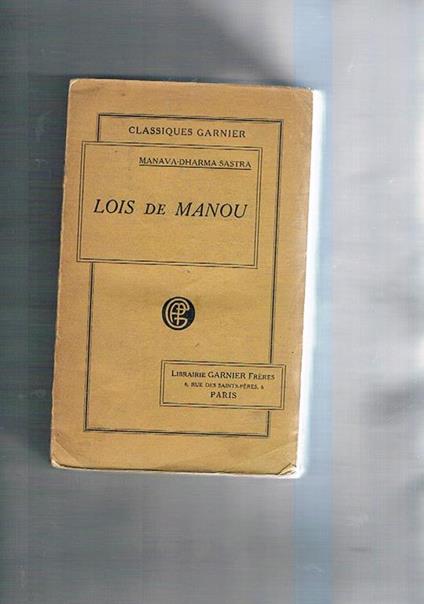 CLASSIQUES GARNIER
MANAVA-DHARMA-SASTRA
LOIS DE MANOU
LIBRAIRIE GARNIER FRÈRES
6, RUE DES SAINTS-PÈRES, 6
PARIS